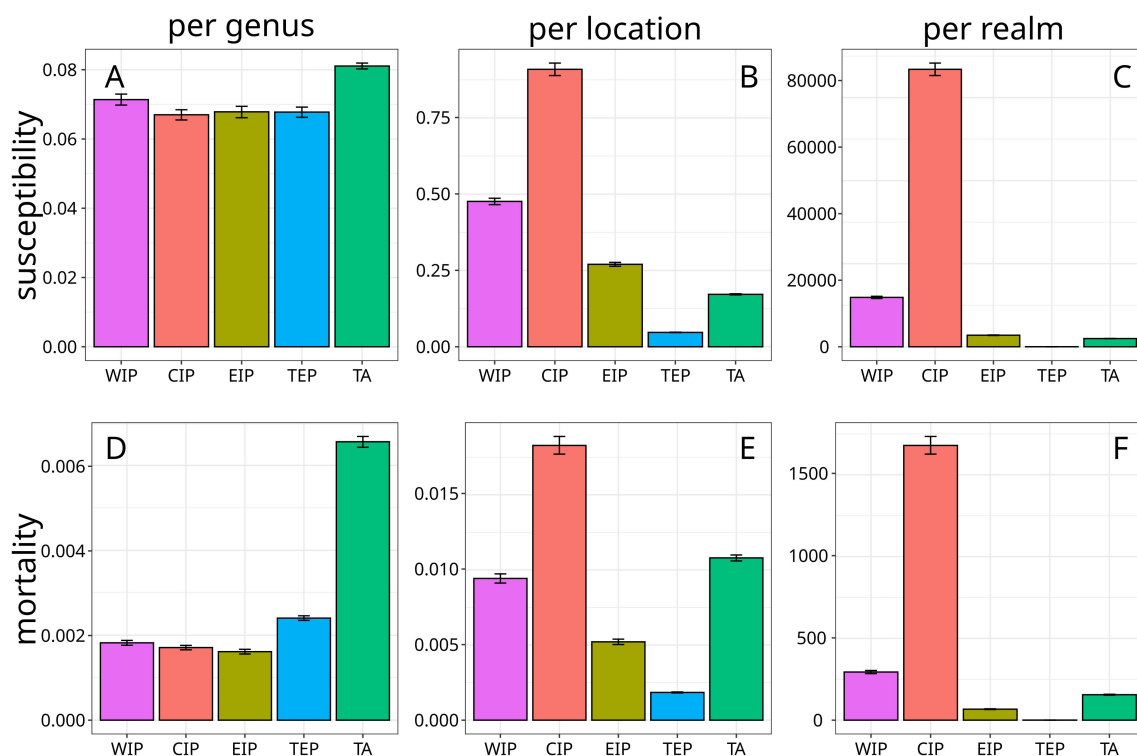 per genus
per location
per realm
susceptibility
A
0.08
0.06
0.04
0.02
0.00
WIP CIP EIP TEP TA
B
0.75
0.50
0.25
0.00
WIP CIP EIP TEP TA
C
80000
60000
40000
20000
0
WIP CIP EIP TEP TA
mortality
D
0.006
0.004
0.002
0.000
WIP CIP EIP TEP TA
E
0.015
0.010
0.005
0.000
WIP CIP EIP TEP TA
F
1500
1000
500
0
WIP CIP EIP TEP TA